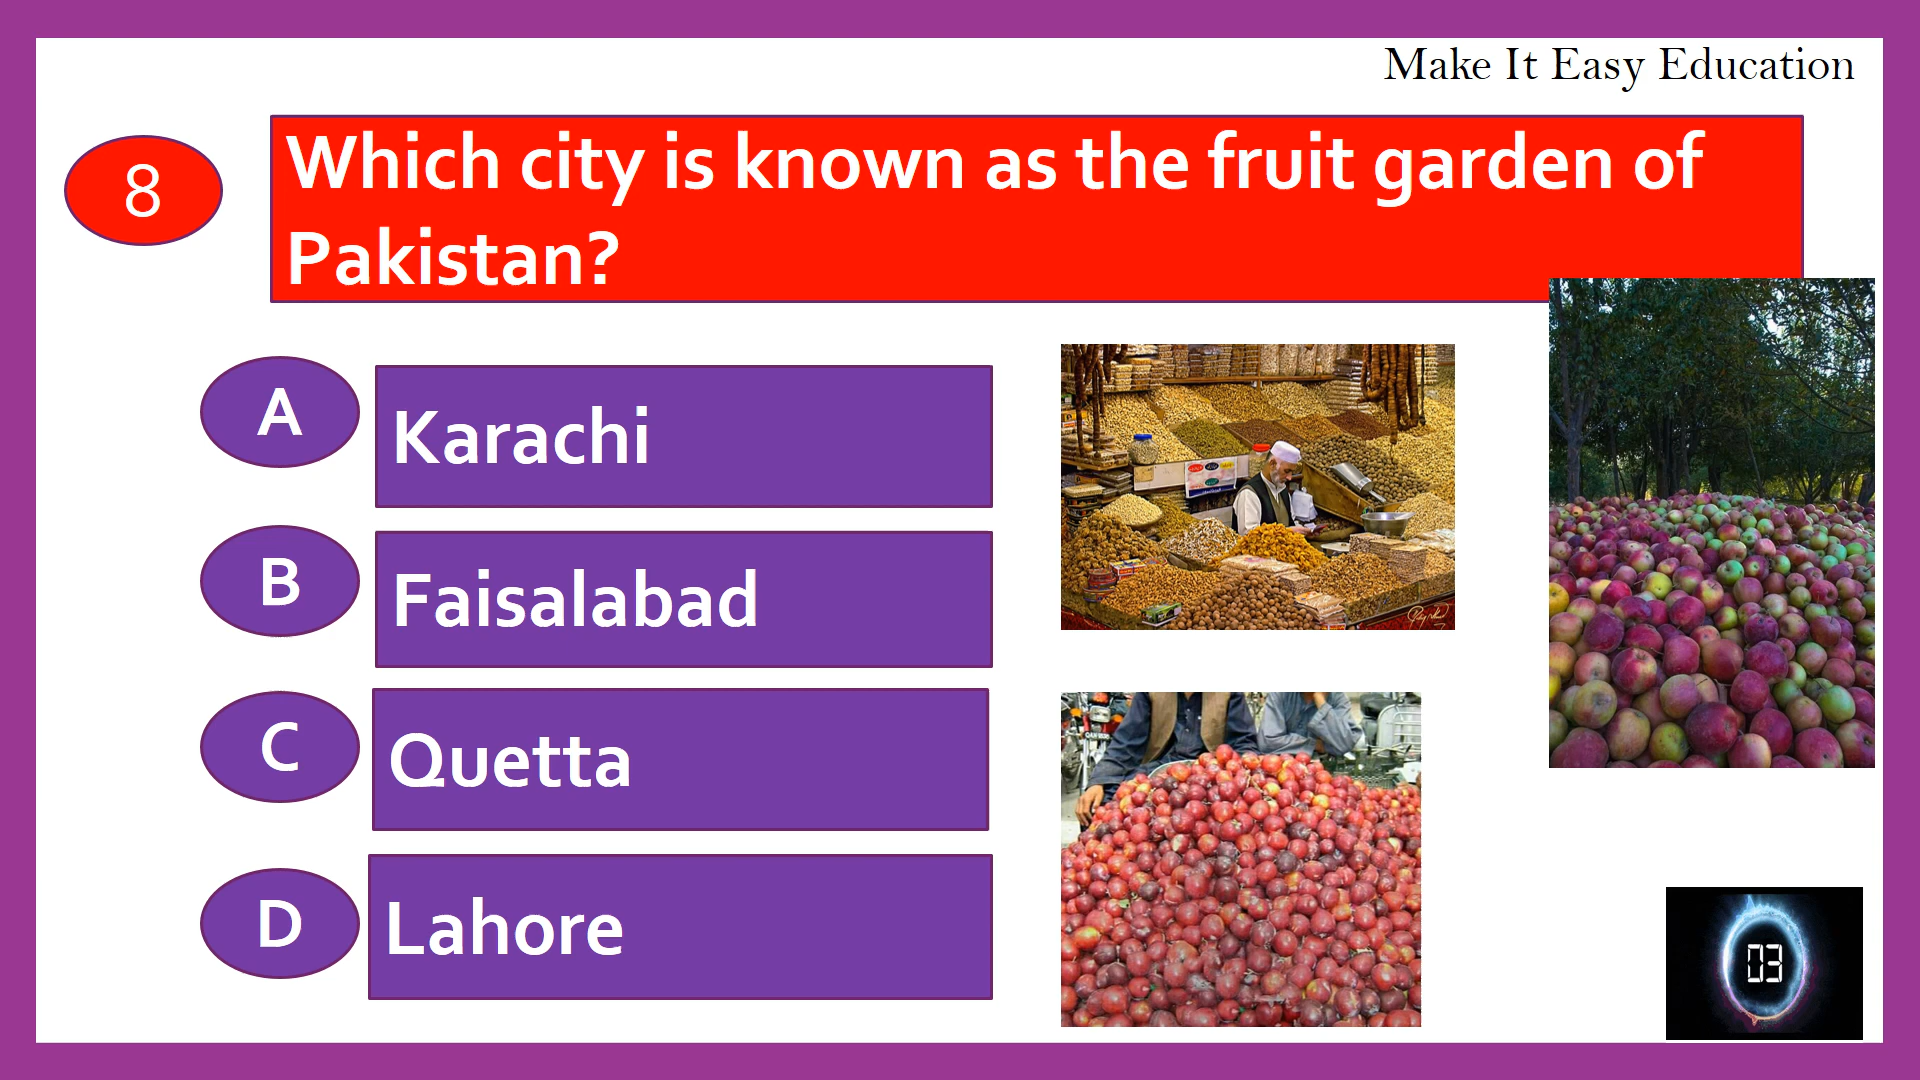 Make It Easy Education
8
Which city is known as the fruit garden of
Pakistan?
A
Karachi
B
Faisalabad
C
Quetta
D
Lahore
03